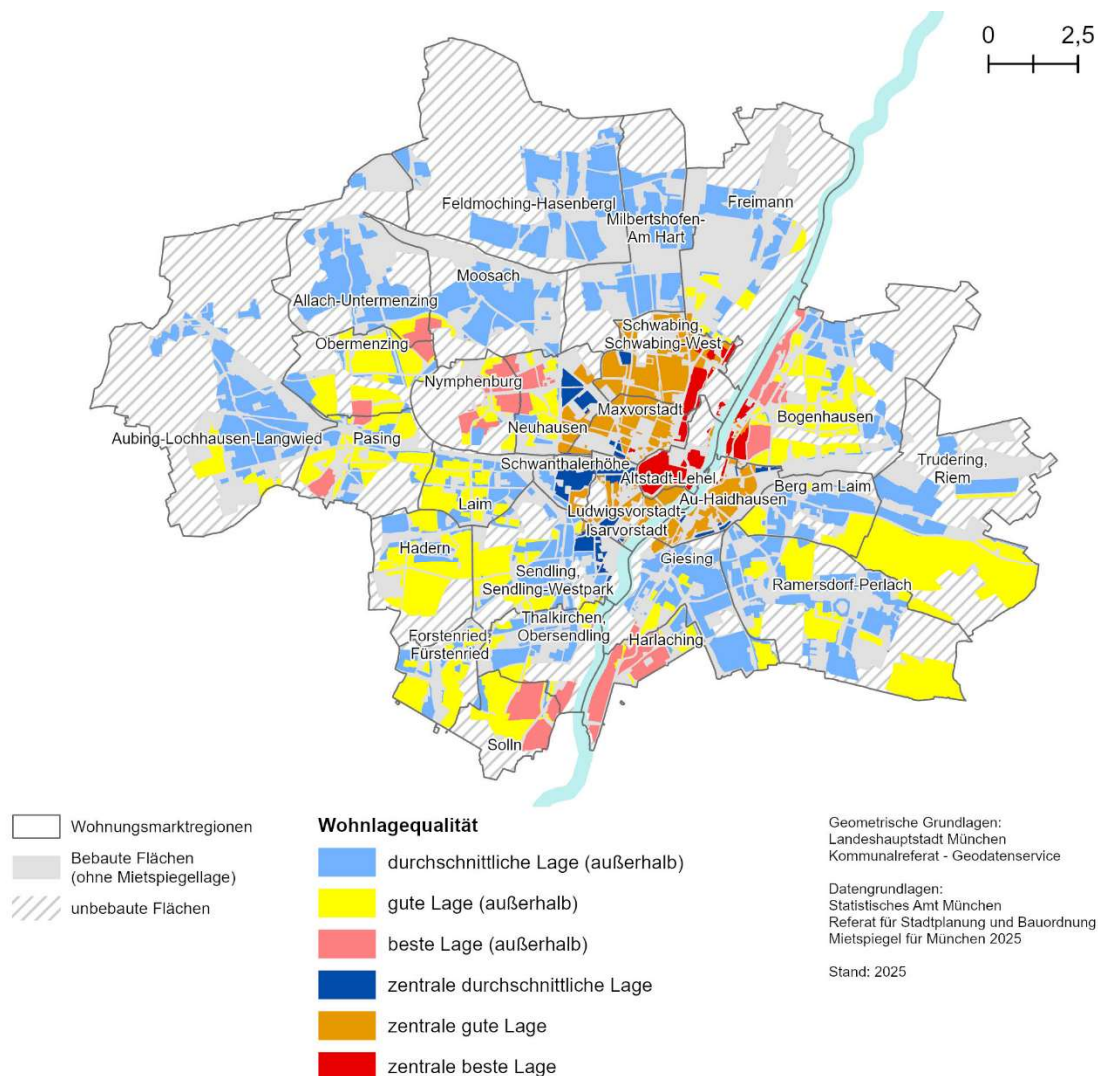 0 2,5
Feldmoching-Hasenbergl
Milbertshofen-
Am Hart
Freimann
Moosach
Allach-Untermenzing
Obermenzing
Schwabing,
Schwabing-West
Nymphenburg
Maxvorstadt
Neuhausen
Bogenhausen
Aubing-Lochhausen-Langwied
Pasing
Schwanthalerhöhe
Altstadt-Lehel
Trudering,
Riem
Laim
Berg am Laim
Au-Haidhausen
Ludwigsvorstadt-
Isarvorstadt
Hadern
Giesing
Sendling,
Sendling-Westpark
Ramersdorf-Perlach
Thalkirchen,
Obersendling
Harlaching
Forstenried,
Fürstenried
Solln
Wohnungsmarktregionen
Bebaute Flächen
(ohne Mietspiegellage)
unbebaute Flächen
Wohnlagequalität
durchschnittliche Lage (außerhalb)
gute Lage (außerhalb)
beste Lage (außerhalb)
zentrale durchschnittliche Lage
zentrale gute Lage
zentrale beste Lage
Geometrische Grundlagen:
Landeshauptstadt München
Kommunalreferat - Geodatenservice
Datengrundlagen:
Statistisches Amt München
Referat für Stadtplanung und Bauordnung
Mietspiegel für München 2025
Stand: 2025